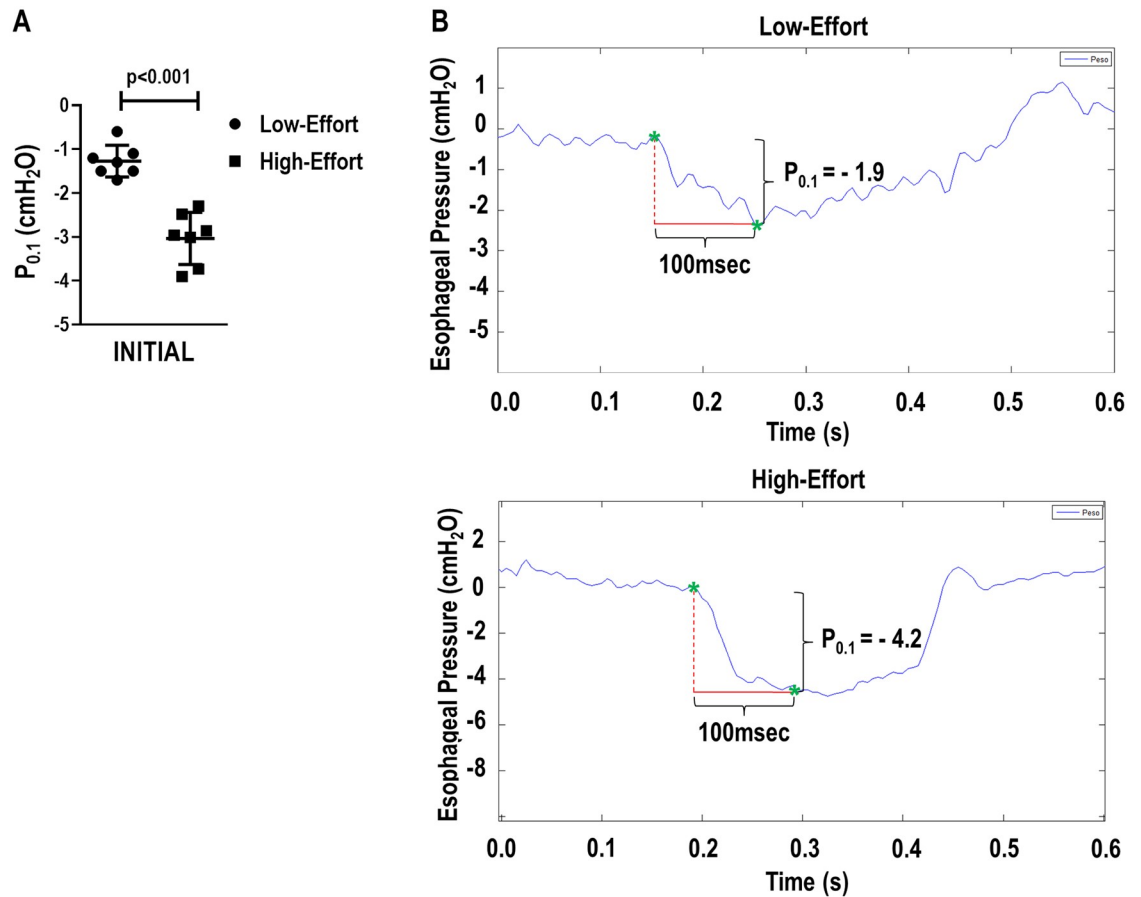 A
p<0.001
0
-1
-2
-3
-4
-5
P0.1 (cmH2O)
INITIAL
Low-Effort
High-Effort
B
Low-Effort
Peso
Esophageal Pressure (cmH2O)
1
0
-1
-2
-3
-4
-5
P0.1 = - 1.9
100msec
0.0 0.1 0.2 0.3 0.4 0.5 0.6
Time (s)
High-Effort
Peso
Esophageal Pressure (cmH2O)
2
0
-2
-4
-6
-8
P0.1 = - 4.2
100msec
0.0 0.1 0.2 0.3 0.4 0.5 0.6
Time (s)